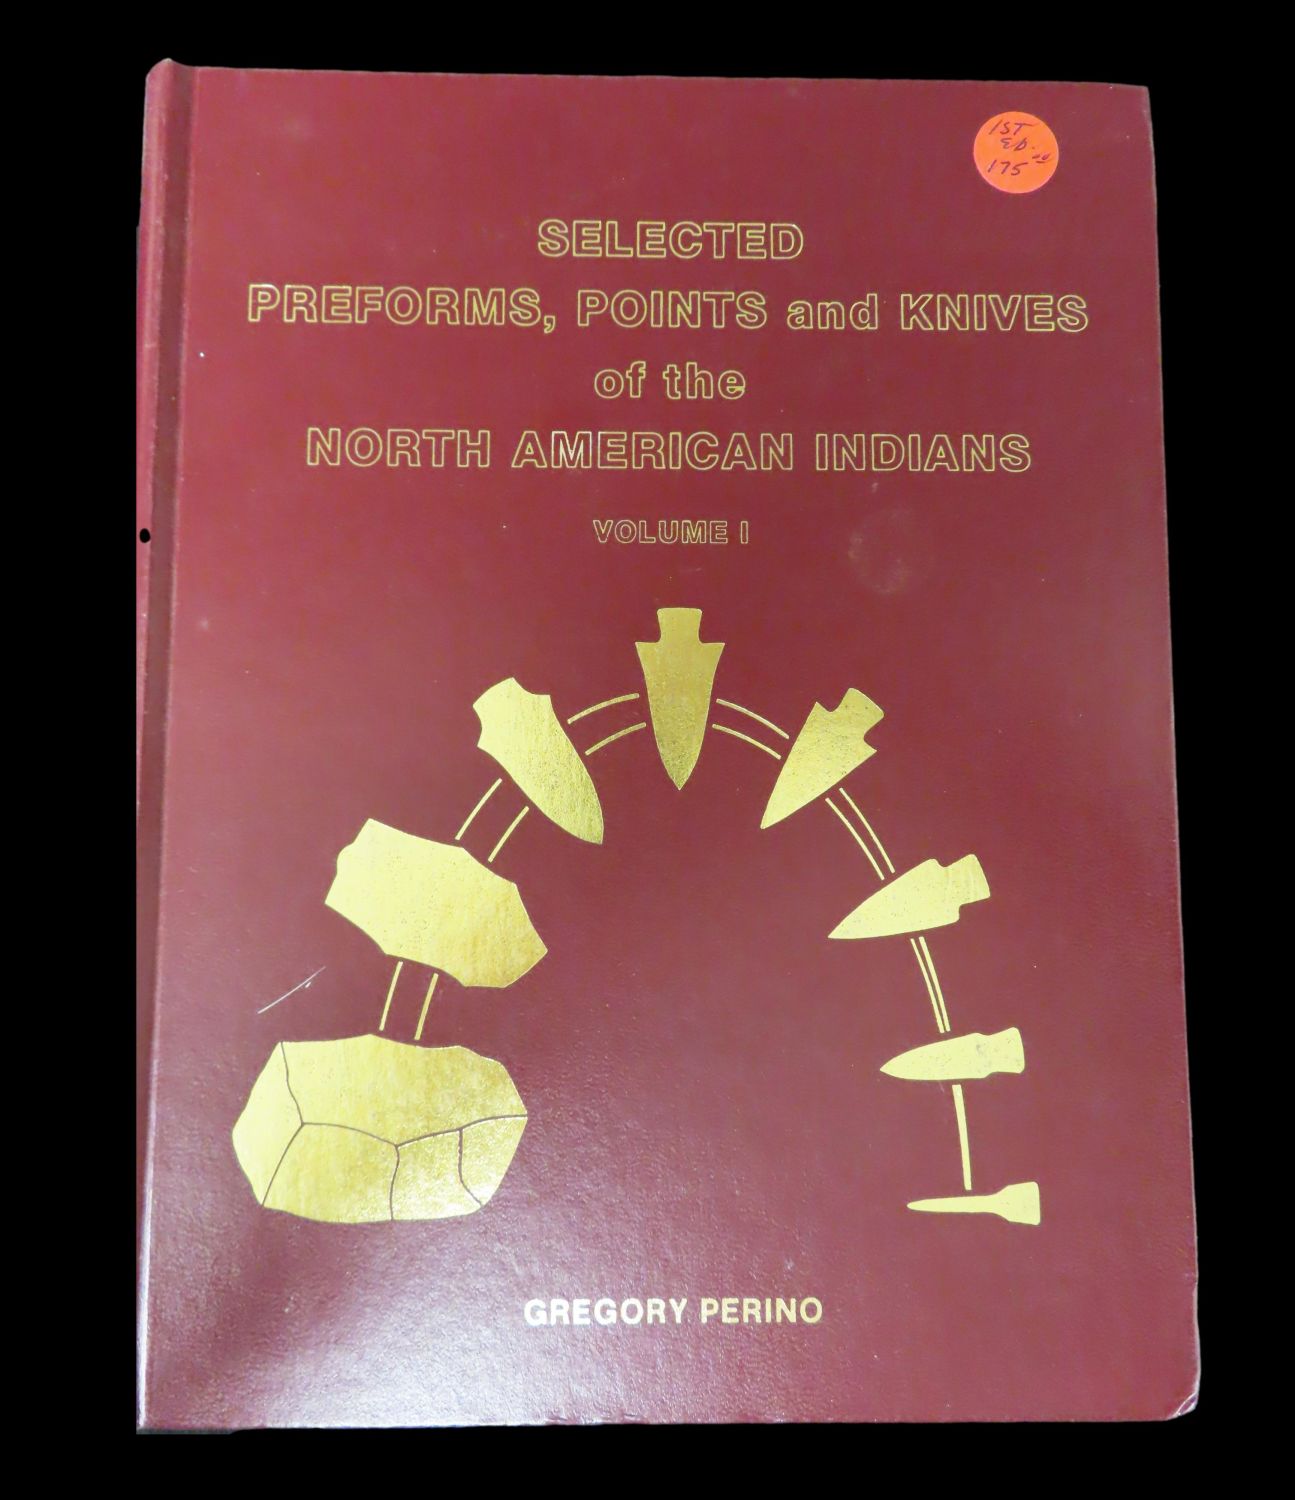 1ST
ED.
175.00
SELECTED
PREFORMS, POINTS and KNIVES
of the
NORTH AMERICAN INDIANS
VOLUME I
GREGORY PERINO